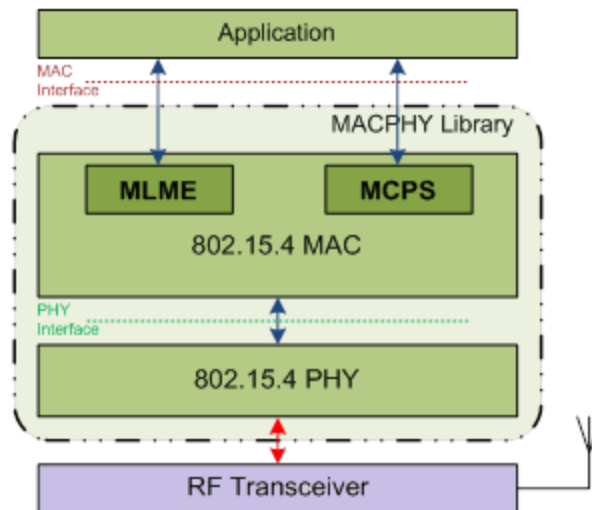 Application
MAC
Interface
MACPHY Library
MLME
MCPS
802.15.4 MAC
PHY
Interface
802.15.4 PHY
RF Transceiver